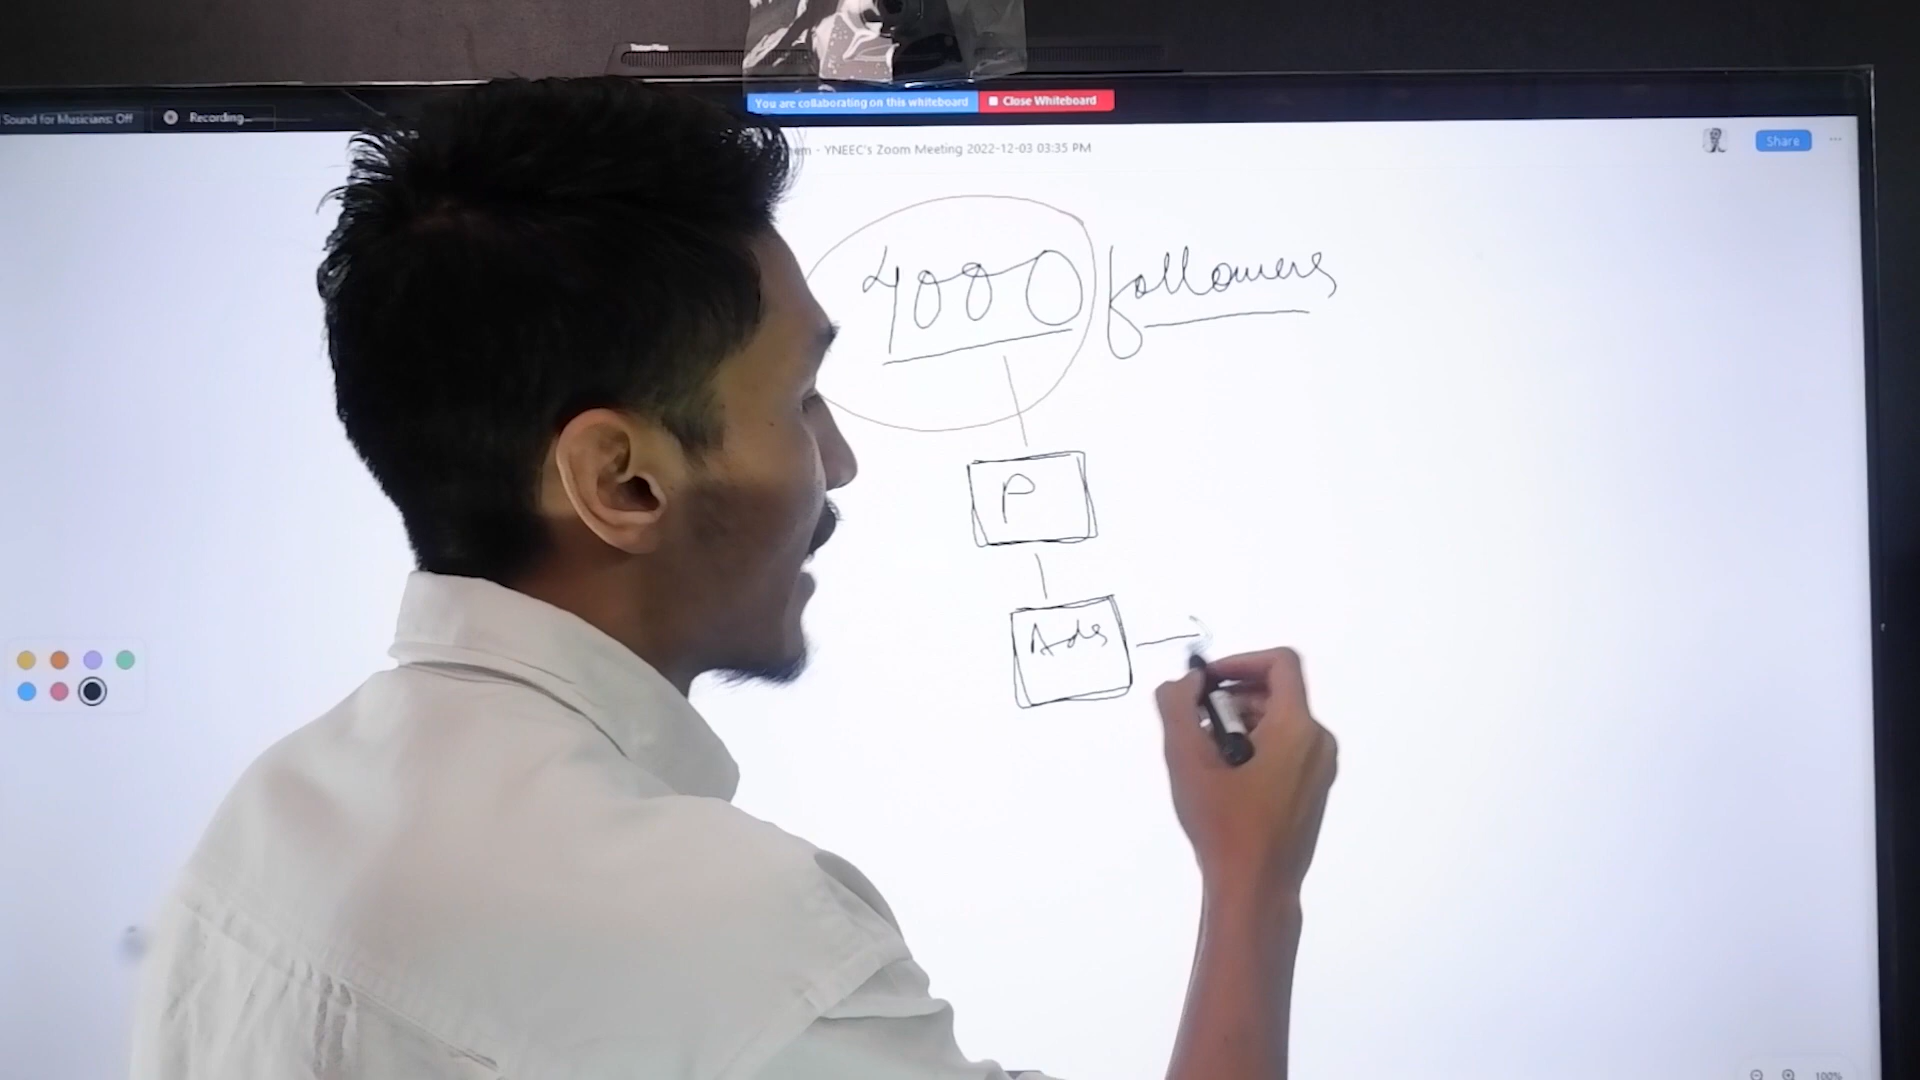 Sound for Musicians: Off
Recording...
You are collaborating on this whiteboard
Close Whiteboard
- YNEEC's Zoom Meeting 2022-12-03 03:35 PM
Share
4000 followers
P
Ads
100%